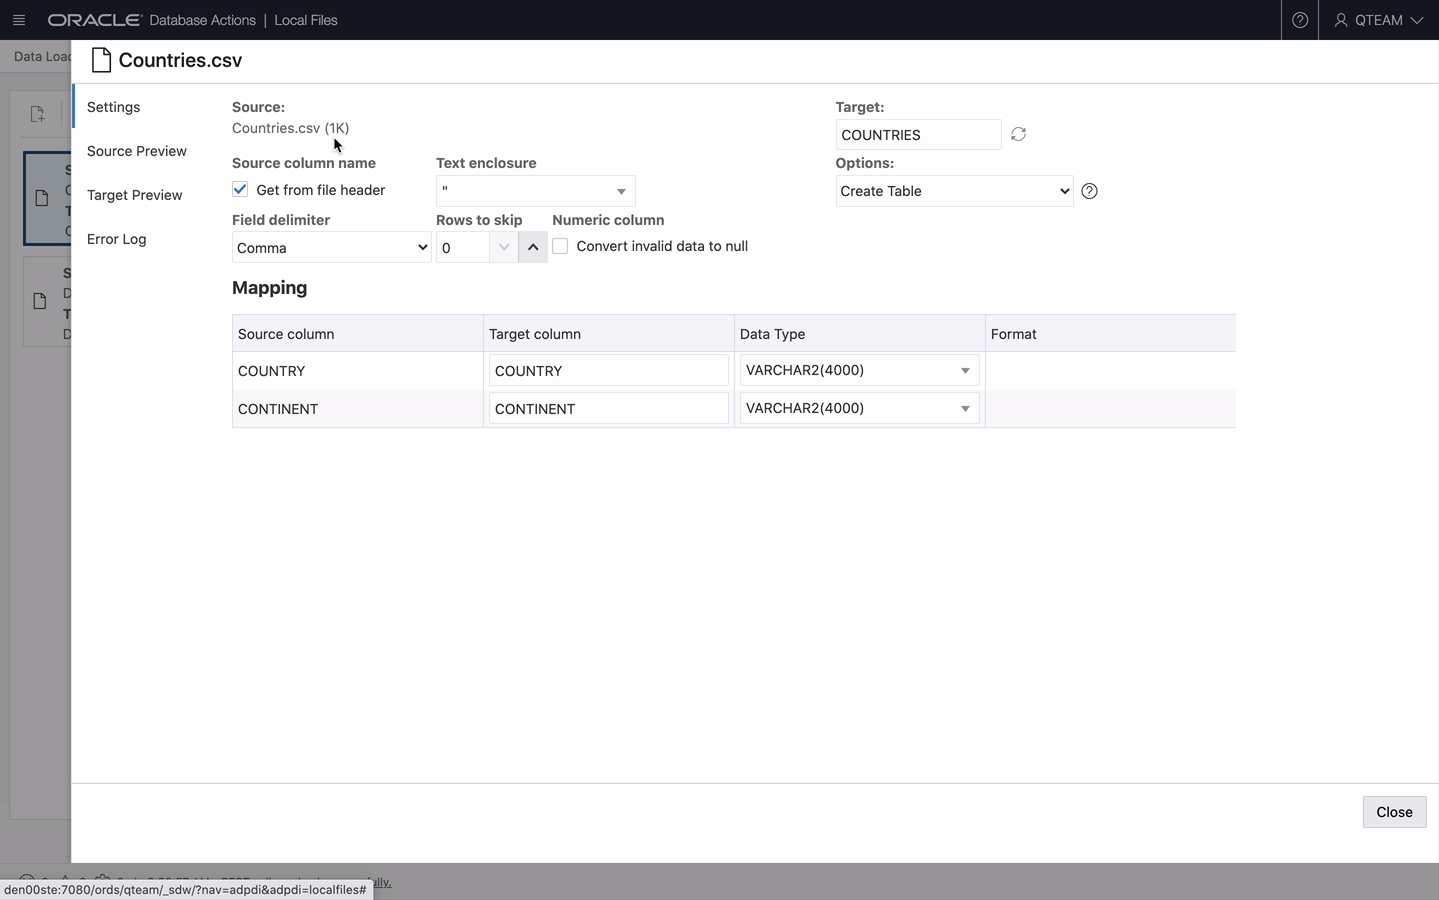 ORACLE Database Actions | Local Files
QTEAM
Data Load
Countries.csv
Settings
Source Preview
Target Preview
Error Log
Source:
Countries.csv (1K)
Target:
COUNTRIES
Source column name
Text enclosure
Options:
Get from file header
"
Create Table
Field delimiter
Rows to skip
Numeric column
Comma
0
Convert invalid data to null
Mapping
Source column Target column Data Type Format
COUNTRY COUNTRY VARCHAR2(4000)
CONTINENT CONTINENT VARCHAR2(4000)
Close
den00ste:7080/ords/qteam/_sdw/?nav=adpdi&adpdi=localfiles#